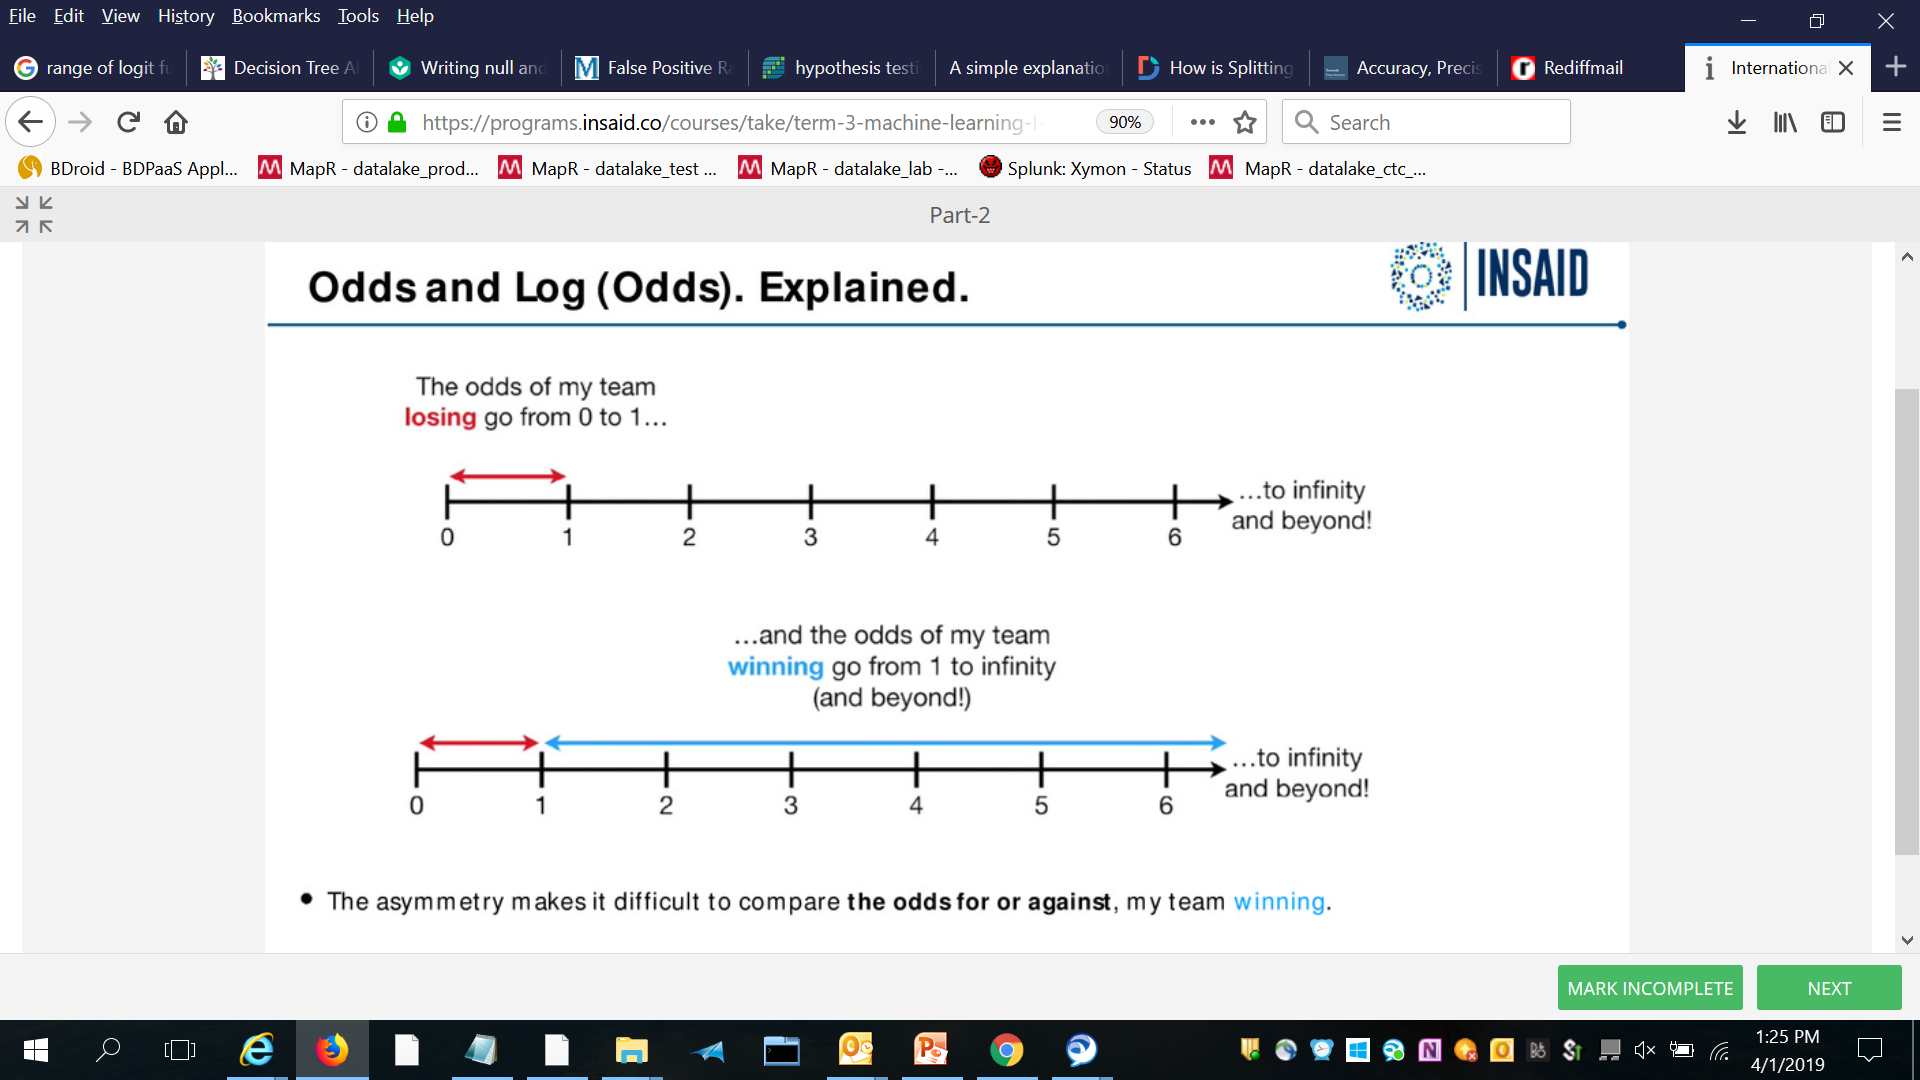 File Edit View History Bookmarks Tools Help
range of logit fu
Decision Tree Al
Writing null and
False Positive Ra
hypothesis testi
A simple explanation
How is Splitting
Accuracy, Precis
Rediffmail
Internationa
https://programs.insaid.co/courses/take/term-3-machine-learning-l
90%
Search
BDroid - BDPaaS Appl...
MapR - datalake_prod...
MapR - datalake_test ...
MapR - datalake_lab -...
Splunk: Xymon - Status
MapR - datalake_ctc_...
Part-2
Odds and Log (Odds). Explained.
INSAID
The odds of my team
losing go from 0 to 1...
...to infinity
and beyond!
0 1 2 3 4 5 6
...and the odds of my team
winning go from 1 to infinity
(and beyond!)
...to infinity
and beyond!
0 1 2 3 4 5 6
• The asymmetry makes it difficult to compare the odds for or against, my team winning.
MARK INCOMPLETE
NEXT
1:25 PM
4/1/2019